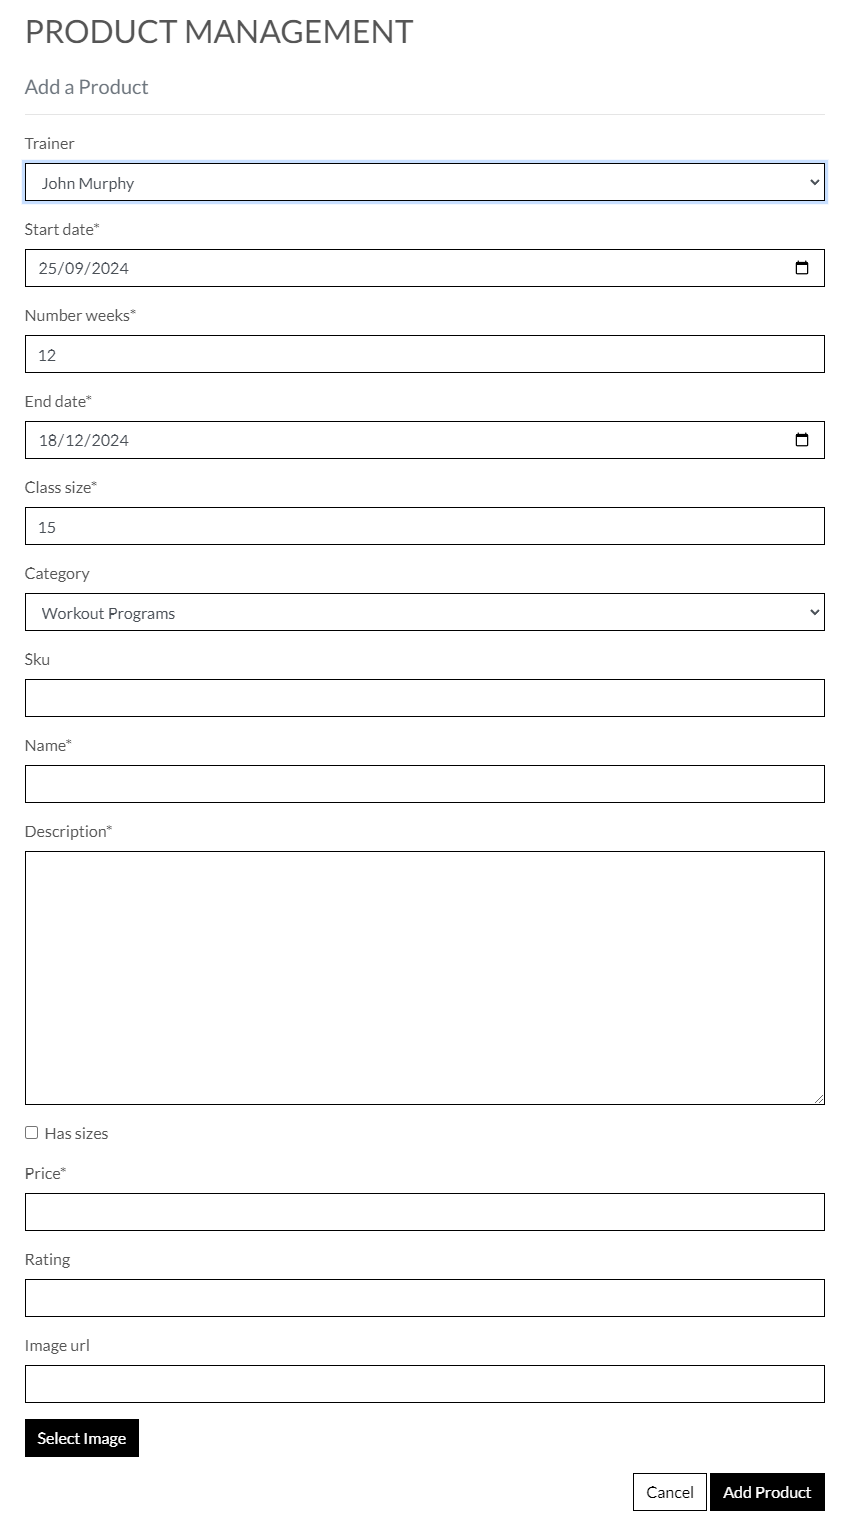 PRODUCT MANAGEMENT
Add a Product
Trainer
John Murphy
Start date*
25/09/2024
Number weeks*
12
End date*
18/12/2024
Class size*
15
Category
Workout Programs
Sku
Name*
Description*
Has sizes
Price*
Rating
Image url
Select Image
Cancel Add Product